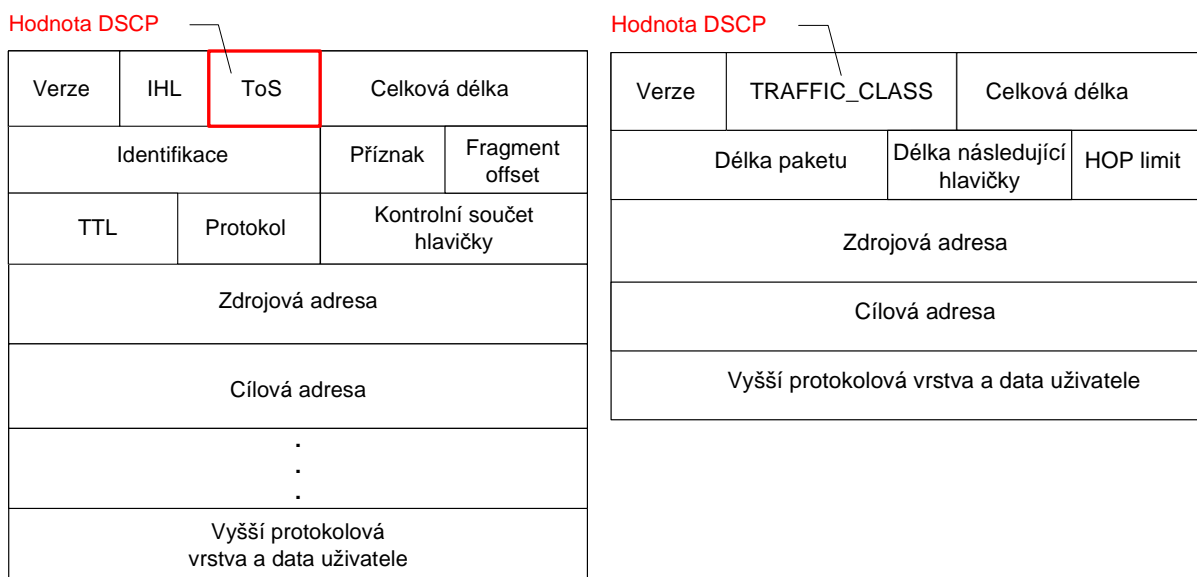 Hodnota DSCP
Verze
IHL
ToS
Celková délka
Identifikace
Příznak
Fragment
offset
TTL
Protokol
Kontrolní součet
hlavičky
Zdrojová adresa
Cílová adresa
.
.
.
Vyšší protokolová
vrstva a data uživatele
Hodnota DSCP
Verze
TRAFFIC_CLASS
Celková délka
Délka paketu
Délka následující
hlavičky
HOP limit
Zdrojová adresa
Cílová adresa
Vyšší protokolová vrstva a data uživatele